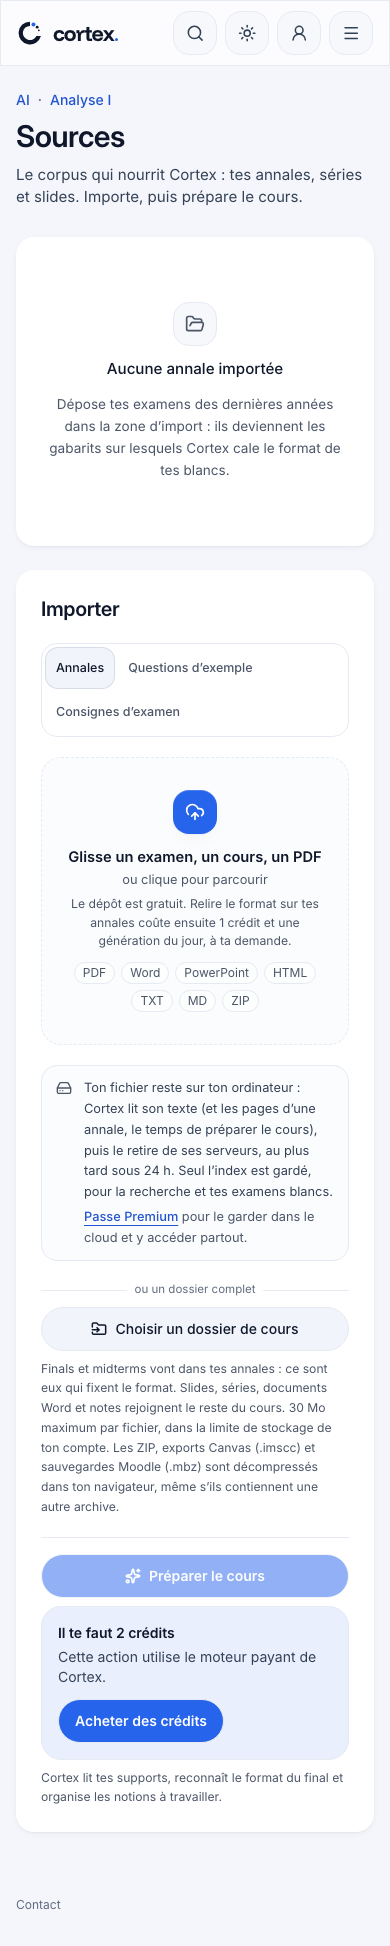 cortex.
AI · Analyse I
Sources
Le corpus qui nourrit Cortex : tes annales, séries
et slides. Importe, puis prépare le cours.
Aucune annale importée
Dépose tes examens des dernières années
dans la zone d’import : ils deviennent les
gabarits sur lesquels Cortex cale le format de
tes blancs.
Importer
Annales Questions d’exemple
Consignes d’examen
Glisse un examen, un cours, un PDF
ou clique pour parcourir
Le dépôt est gratuit. Relire le format sur tes
annales coûte ensuite 1 crédit et une
génération du jour, à ta demande.
PDF Word PowerPoint HTML
TXT MD ZIP
Ton fichier reste sur ton ordinateur :
Cortex lit son texte (et les pages d’une
annale, le temps de préparer le cours),
puis le retire de ses serveurs, au plus
tard sous 24 h. Seul l’index est gardé,
pour la recherche et tes examens blancs.
Passe Premium pour le garder dans le
cloud et y accéder partout.
ou un dossier complet
Choisir un dossier de cours
Finals et midterms vont dans tes annales : ce sont
eux qui fixent le format. Slides, séries, documents
Word et notes rejoignent le reste du cours. 30 Mo
maximum par fichier, dans la limite de stockage de
ton compte. Les ZIP, exports Canvas (.imscc) et
sauvegardes Moodle (.mbz) sont décompressés
dans ton navigateur, même s’ils contiennent une
autre archive.
Préparer le cours
Il te faut 2 crédits
Cette action utilise le moteur payant de
Cortex.
Acheter des crédits
Cortex lit tes supports, reconnaît le format du final et
organise les notions à travailler.
Contact